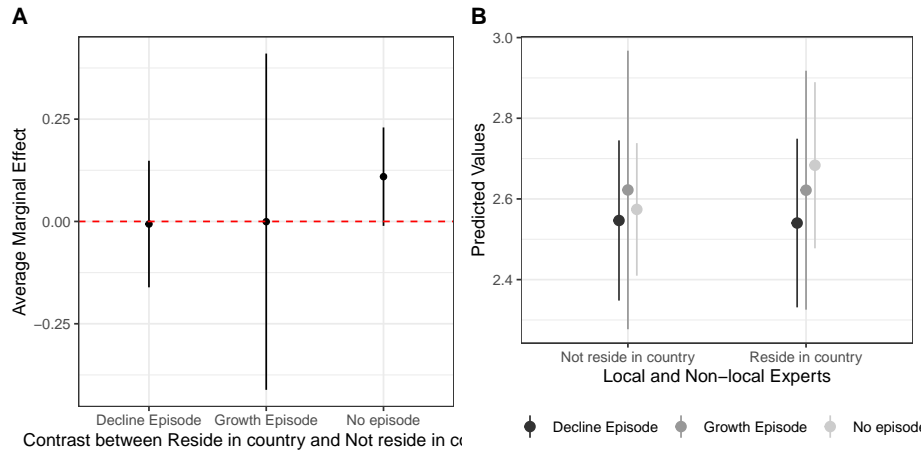 A
Average Marginal Effect
0.25
0.00
−0.25
Decline Episode Growth Episode No episode
Contrast between Reside in country and Not reside in co
B
Predicted Values
3.0
2.8
2.6
2.4
Not reside in country Reside in country
Local and Non−local Experts
Decline Episode Growth Episode No episode